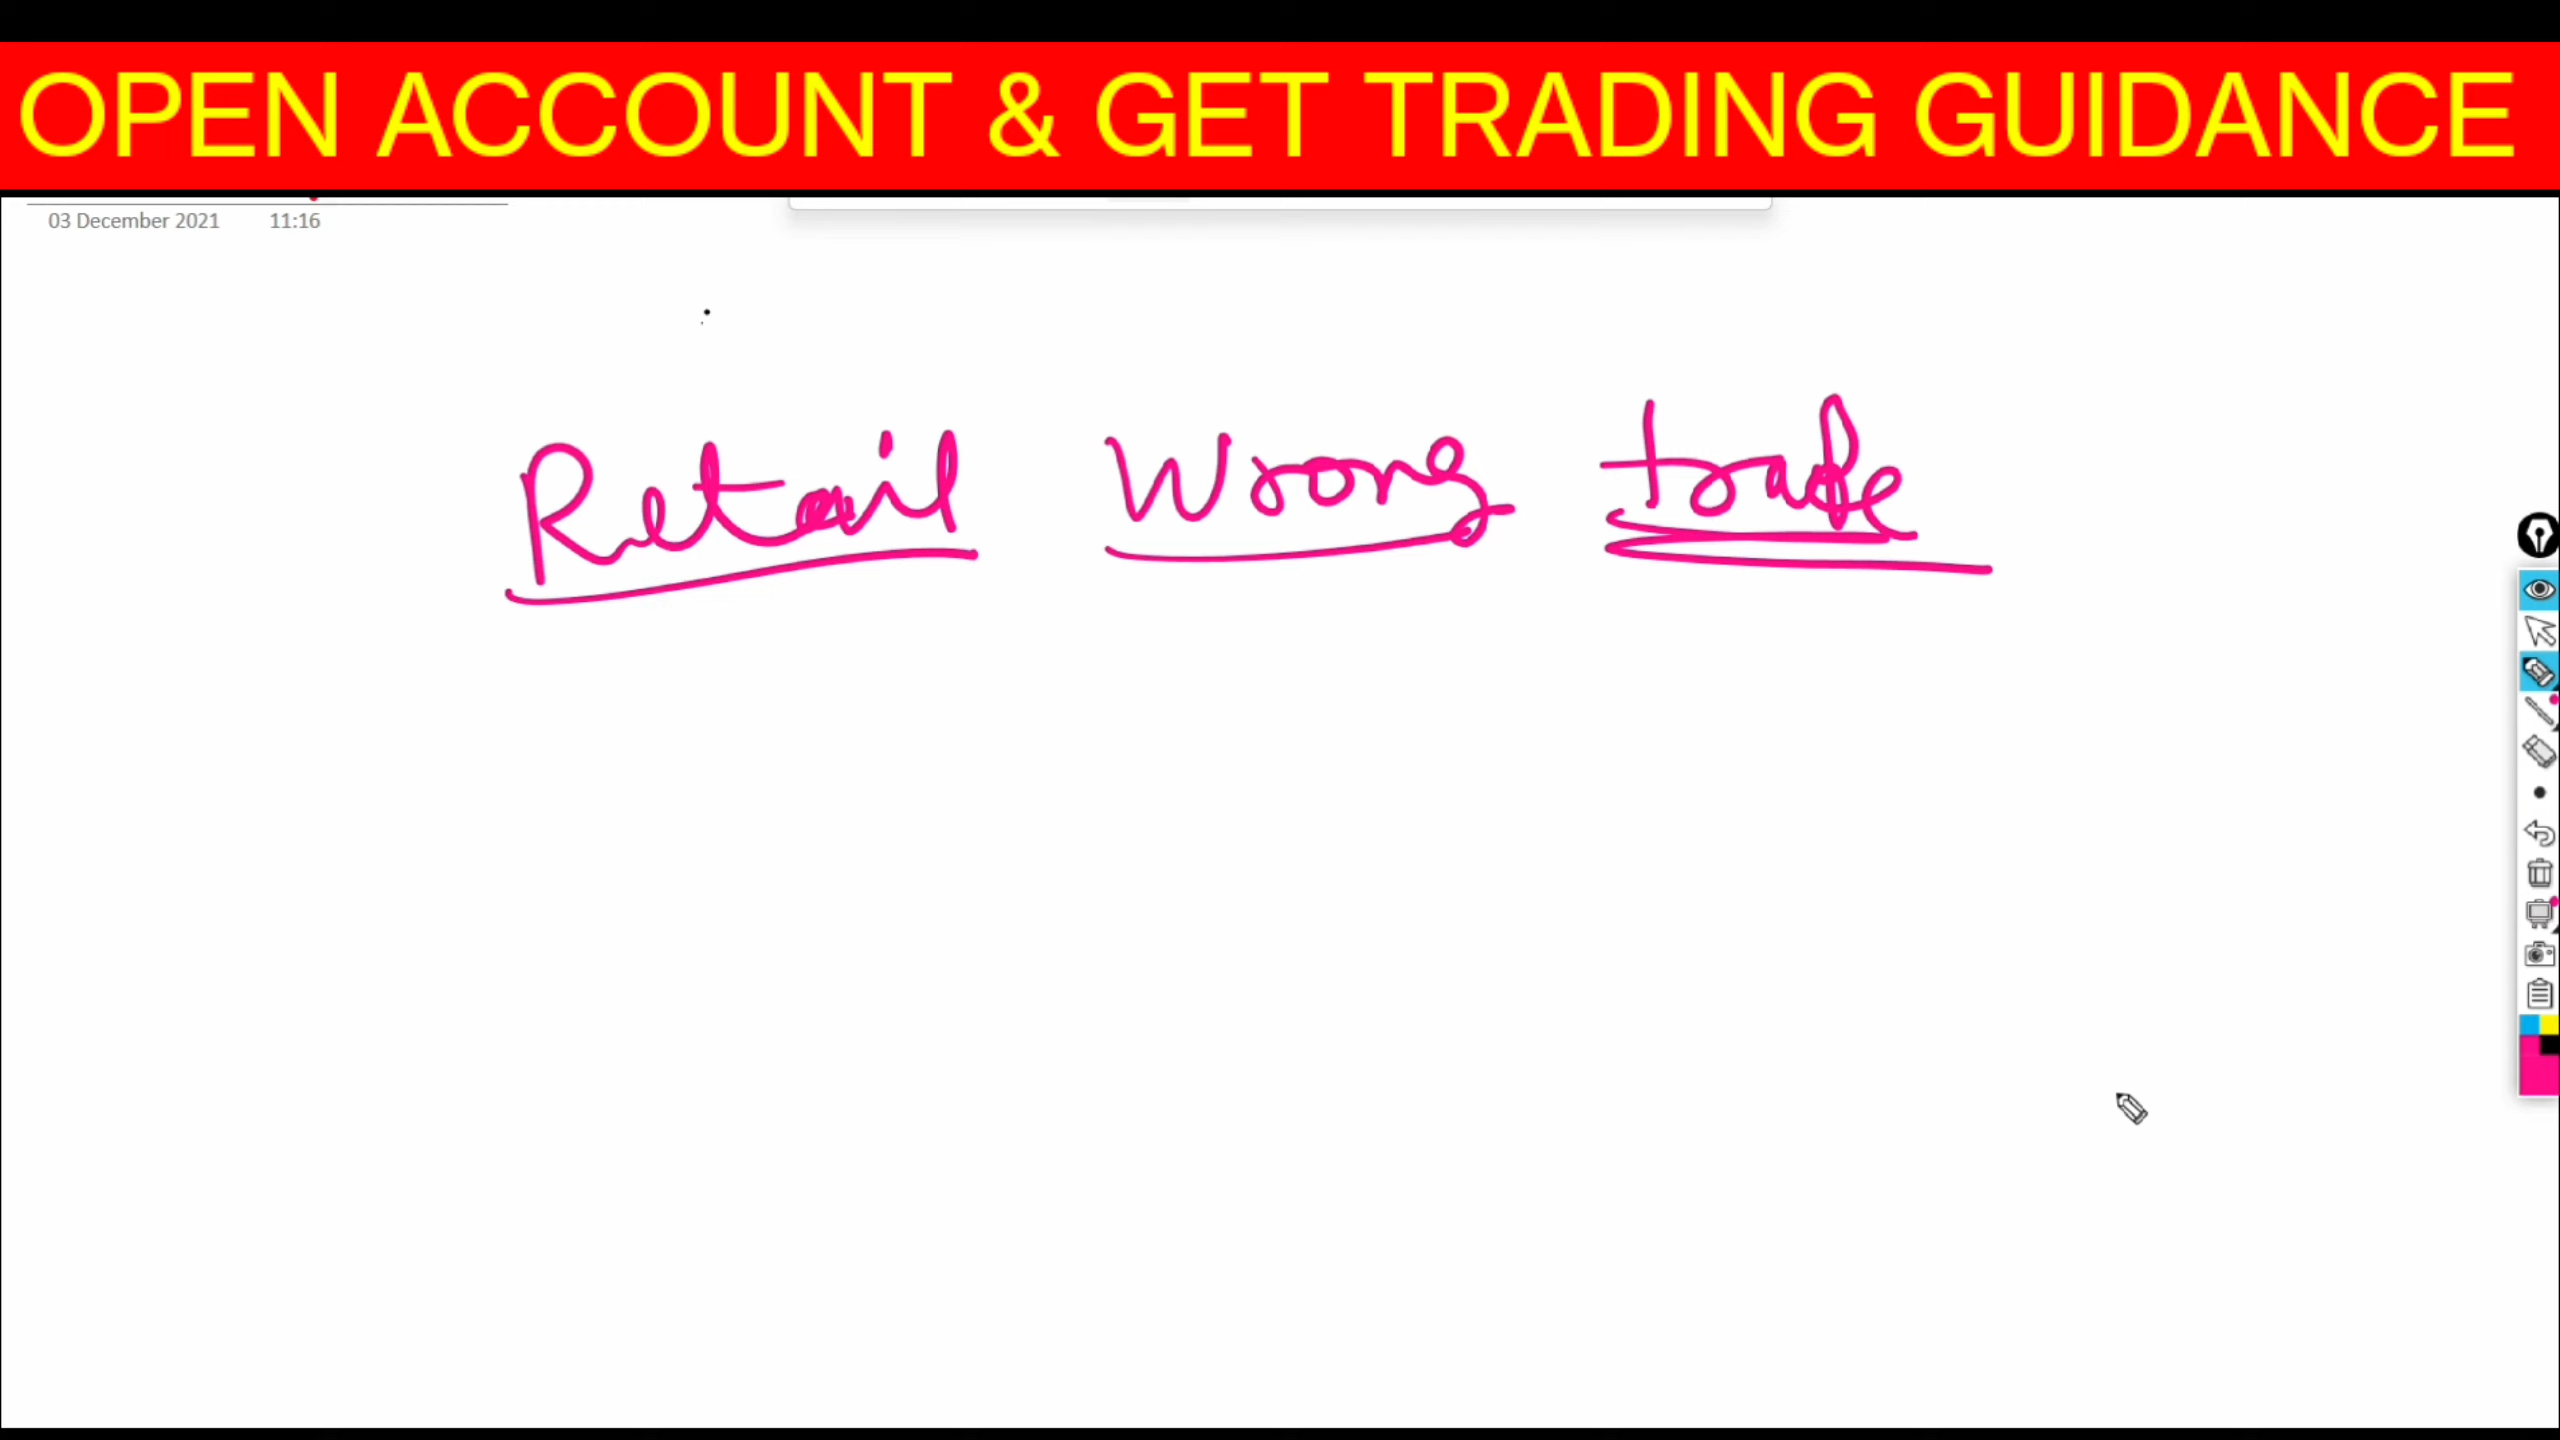 OPEN ACCOUNT & GET TRADING GUIDANCE
03 December 2021 11:16
Retail Wrong trade